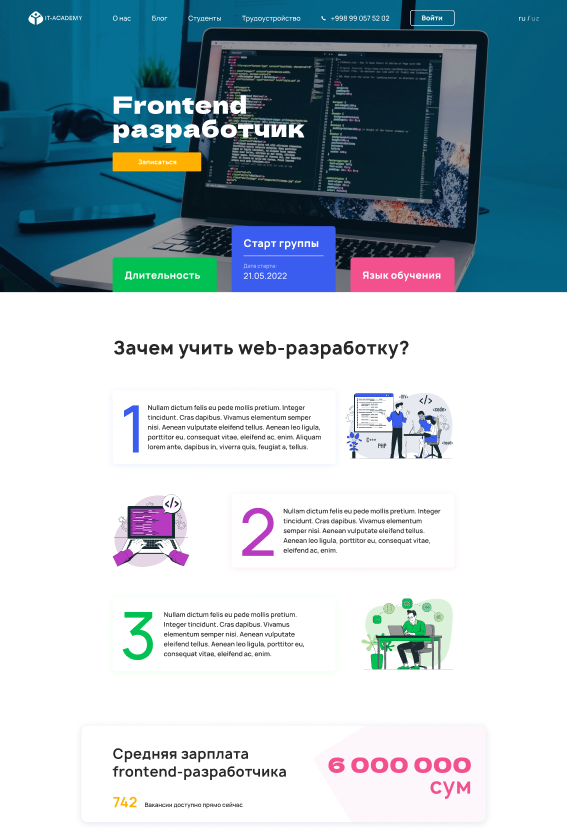 IT-ACADEMY
О нас
Блог
Студенты
Трудоустройство
+998 99 057 52 02
Войти
ru / uz
Frontend
разработчик
Записаться
Старт группы
Дата старта:
21.05.2022
Длительность
Язык обучения
Зачем учить web-разработку?
1
Nullam dictum felis eu pede mollis pretium. Integer
tincidunt. Cras dapibus. Vivamus elementum semper
nisi. Aenean vulputate eleifend tellus. Aenean leo ligula,
porttitor eu, consequat vitae, eleifend ac, enim. Aliquam
lorem ante, dapibus in, viverra quis, feugiat a, tellus.
</>
<code>
C++
PHP
</>
2
Nullam dictum felis eu pede mollis pretium. Integer
tincidunt. Cras dapibus. Vivamus elementum
semper nisi. Aenean vulputate eleifend tellus.
Aenean leo ligula, porttitor eu, consequat vitae,
eleifend ac, enim.
3
Nullam dictum felis eu pede mollis pretium.
Integer tincidunt. Cras dapibus. Vivamus
elementum semper nisi. Aenean vulputate
eleifend tellus. Aenean leo ligula, porttitor eu,
consequat vitae, eleifend ac, enim.
Средняя зарплата
frontend-разработчика
742
Вакансии доступно прямо сейчас
6 000 000
сум